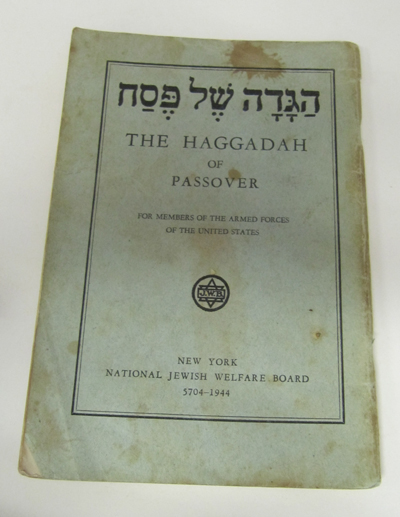 הַגָּדָה שֶׁל פֶּסַח
THE HAGGADAH
OF
PASSOVER
FOR MEMBERS OF THE ARMED FORCES
OF THE UNITED STATES
J.W.B.
NEW YORK
NATIONAL JEWISH WELFARE BOARD
5704–1944